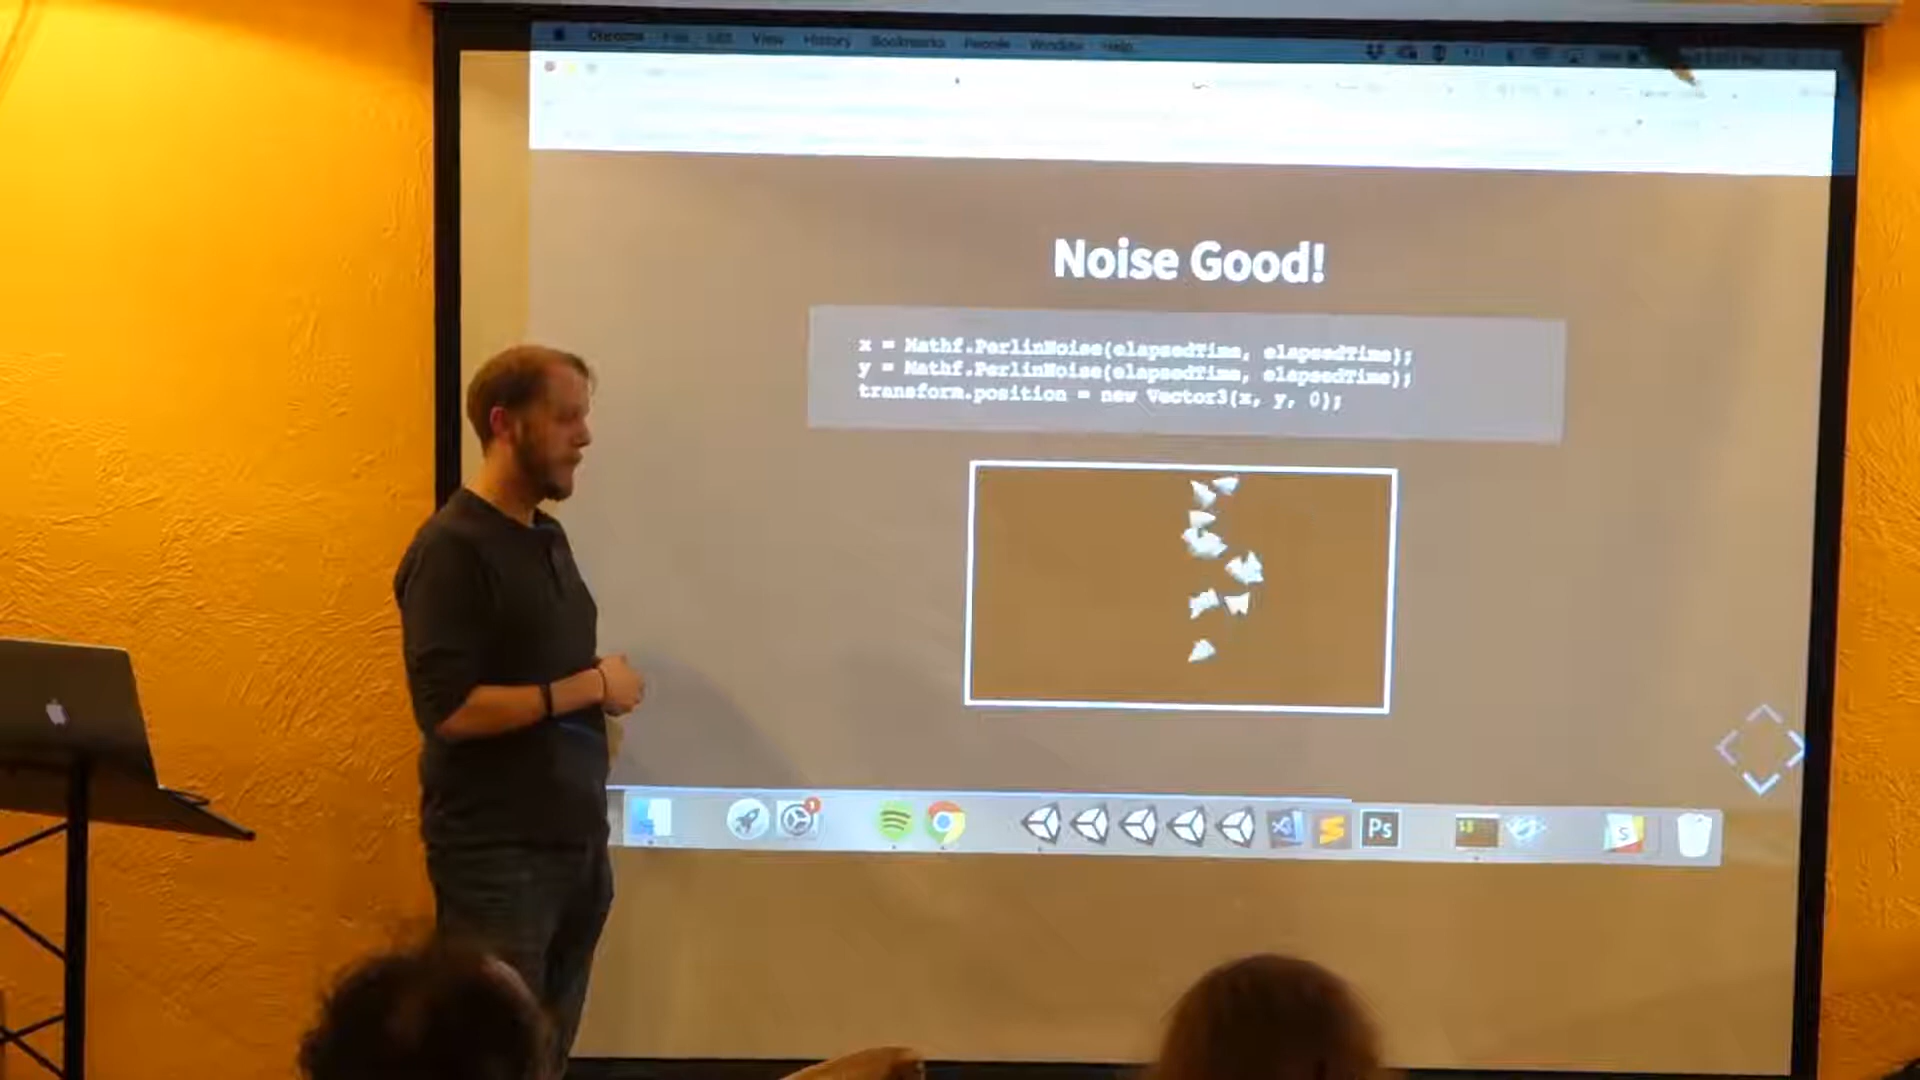 Chrome File Edit View History Bookmarks People Window Help
Noise Good!
x = Mathf.PerlinNoise(elapsedTime, elapsedTime);
y = Mathf.PerlinNoise(elapsedTime, elapsedTime);
transform.position = new Vector3(x, y, 0);
1
Ps
S